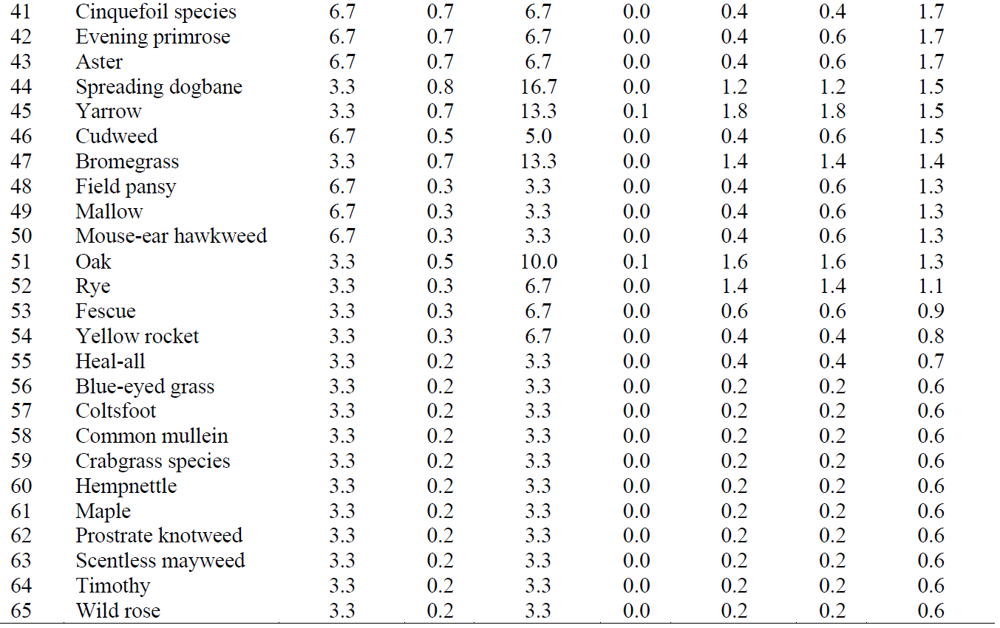 41 Cinquefoil species 6.7 0.7 6.7 0.0 0.4 0.4 1.7
42 Evening primrose 6.7 0.7 6.7 0.0 0.4 0.6 1.7
43 Aster 6.7 0.7 6.7 0.0 0.4 0.6 1.7
44 Spreading dogbane 3.3 0.8 16.7 0.0 1.2 1.2 1.5
45 Yarrow 3.3 0.7 13.3 0.1 1.8 1.8 1.5
46 Cudweed 6.7 0.5 5.0 0.0 0.4 0.6 1.5
47 Bromegrass 3.3 0.7 13.3 0.0 1.4 1.4 1.4
48 Field pansy 6.7 0.3 3.3 0.0 0.4 0.6 1.3
49 Mallow 6.7 0.3 3.3 0.0 0.4 0.6 1.3
50 Mouse-ear hawkweed 6.7 0.3 3.3 0.0 0.4 0.6 1.3
51 Oak 3.3 0.5 10.0 0.1 1.6 1.6 1.3
52 Rye 3.3 0.3 6.7 0.0 1.4 1.4 1.1
53 Fescue 3.3 0.3 6.7 0.0 0.6 0.6 0.9
54 Yellow rocket 3.3 0.3 6.7 0.0 0.4 0.4 0.8
55 Heal-all 3.3 0.2 3.3 0.0 0.4 0.4 0.7
56 Blue-eyed grass 3.3 0.2 3.3 0.0 0.2 0.2 0.6
57 Coltsfoot 3.3 0.2 3.3 0.0 0.2 0.2 0.6
58 Common mullein 3.3 0.2 3.3 0.0 0.2 0.2 0.6
59 Crabgrass species 3.3 0.2 3.3 0.0 0.2 0.2 0.6
60 Hempnettle 3.3 0.2 3.3 0.0 0.2 0.2 0.6
61 Maple 3.3 0.2 3.3 0.0 0.2 0.2 0.6
62 Prostrate knotweed 3.3 0.2 3.3 0.0 0.2 0.2 0.6
63 Scentless mayweed 3.3 0.2 3.3 0.0 0.2 0.2 0.6
64 Timothy 3.3 0.2 3.3 0.0 0.2 0.2 0.6
65 Wild rose 3.3 0.2 3.3 0.0 0.2 0.2 0.6